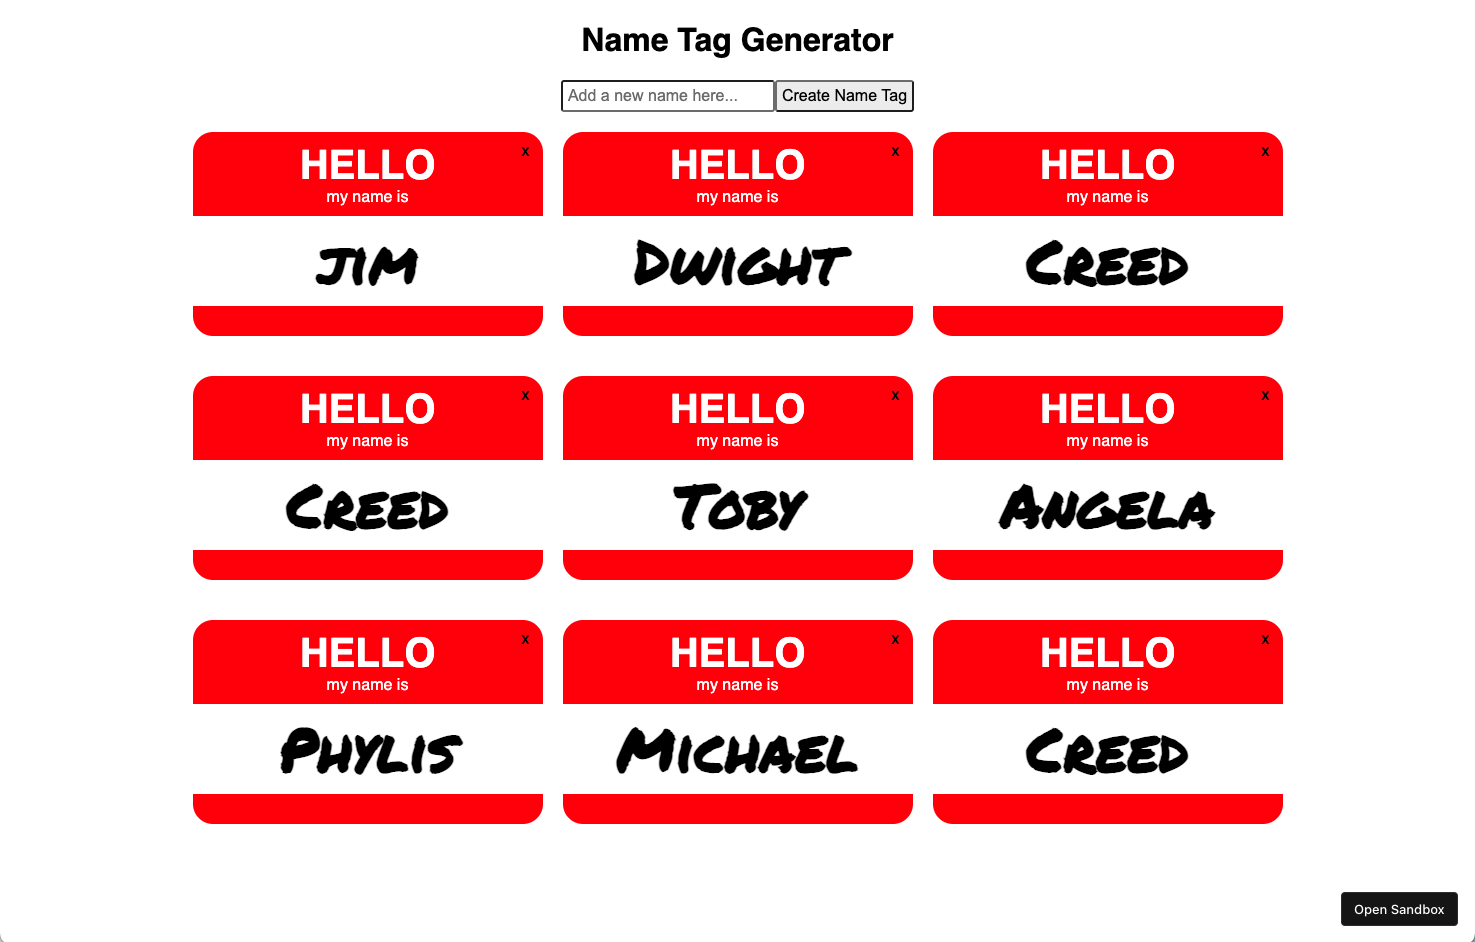 Name Tag Generator
Add a new name here... Create Name Tag
HELLO x HELLO x HELLO x
my name is my name is my name is
jim Dwight Creed
HELLO x HELLO x HELLO x
my name is my name is my name is
Creed Toby Angela
HELLO x HELLO x HELLO x
my name is my name is my name is
Phylis Michael Creed
Open Sandbox